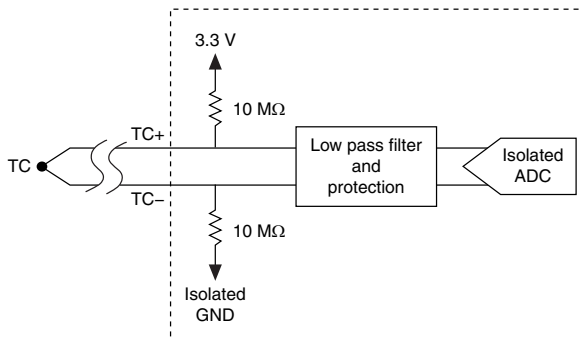 3.3 V
10 MΩ
TC+
TC
TC−
Low pass filter
and
protection
Isolated
ADC
10 MΩ
Isolated
GND